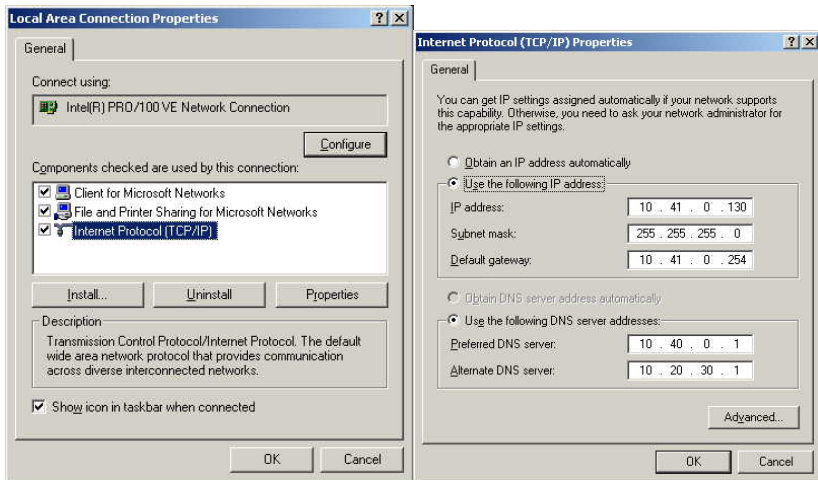 Local Area Connection Properties
General
Connect using:
Intel(R) PRO/100 VE Network Connection
Configure
Components checked are used by this connection:
Client for Microsoft Networks
File and Printer Sharing for Microsoft Networks
Internet Protocol (TCP/IP)
Install...
Uninstall
Properties
Description
Transmission Control Protocol/Internet Protocol. The default
wide area network protocol that provides communication
across diverse interconnected networks.
Show icon in taskbar when connected
OK
Cancel
Internet Protocol (TCP/IP) Properties
General
You can get IP settings assigned automatically if your network supports
this capability. Otherwise, you need to ask your network administrator for
the appropriate IP settings.
Obtain an IP address automatically
Use the following IP address:
IP address: 10 . 41 . 0 . 130
Subnet mask: 255 . 255 . 255 . 0
Default gateway: 10 . 41 . 0 . 254
Obtain DNS server address automatically
Use the following DNS server addresses:
Preferred DNS server: 10 . 40 . 0 . 1
Alternate DNS server: 10 . 20 . 30 . 1
Advanced...
OK
Cancel